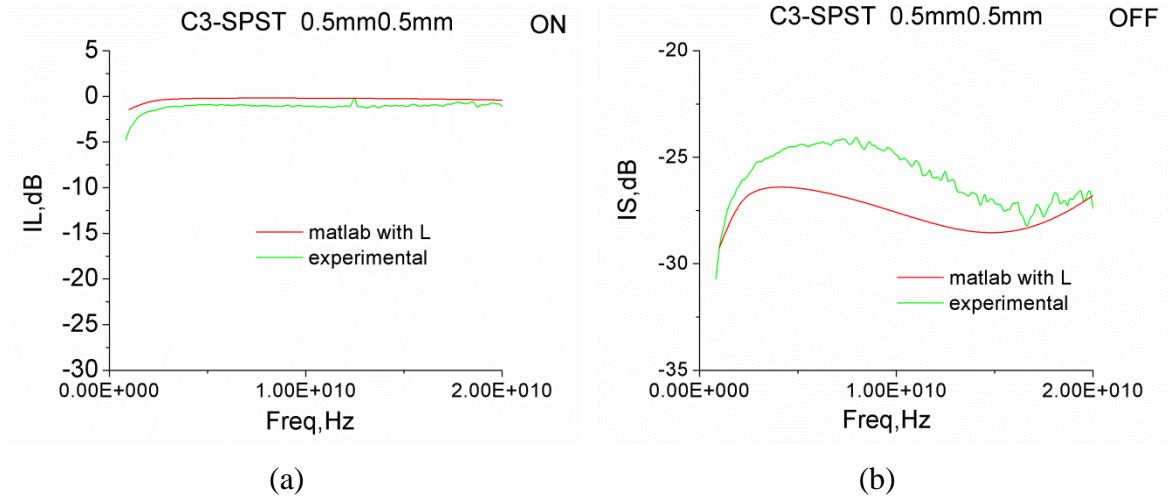 C3-SPST 0.5mm0.5mm ON
5
0
-5
-10
-15
-20
-25
-30
IL,dB
matlab with L
experimental
0.00E+000 1.00E+010 2.00E+010
Freq,Hz
(a)
C3-SPST 0.5mm0.5mm OFF
-20
-25
-30
-35
IS,dB
matlab with L
experimental
0.00E+000 1.00E+010 2.00E+010
Freq,Hz
(b)